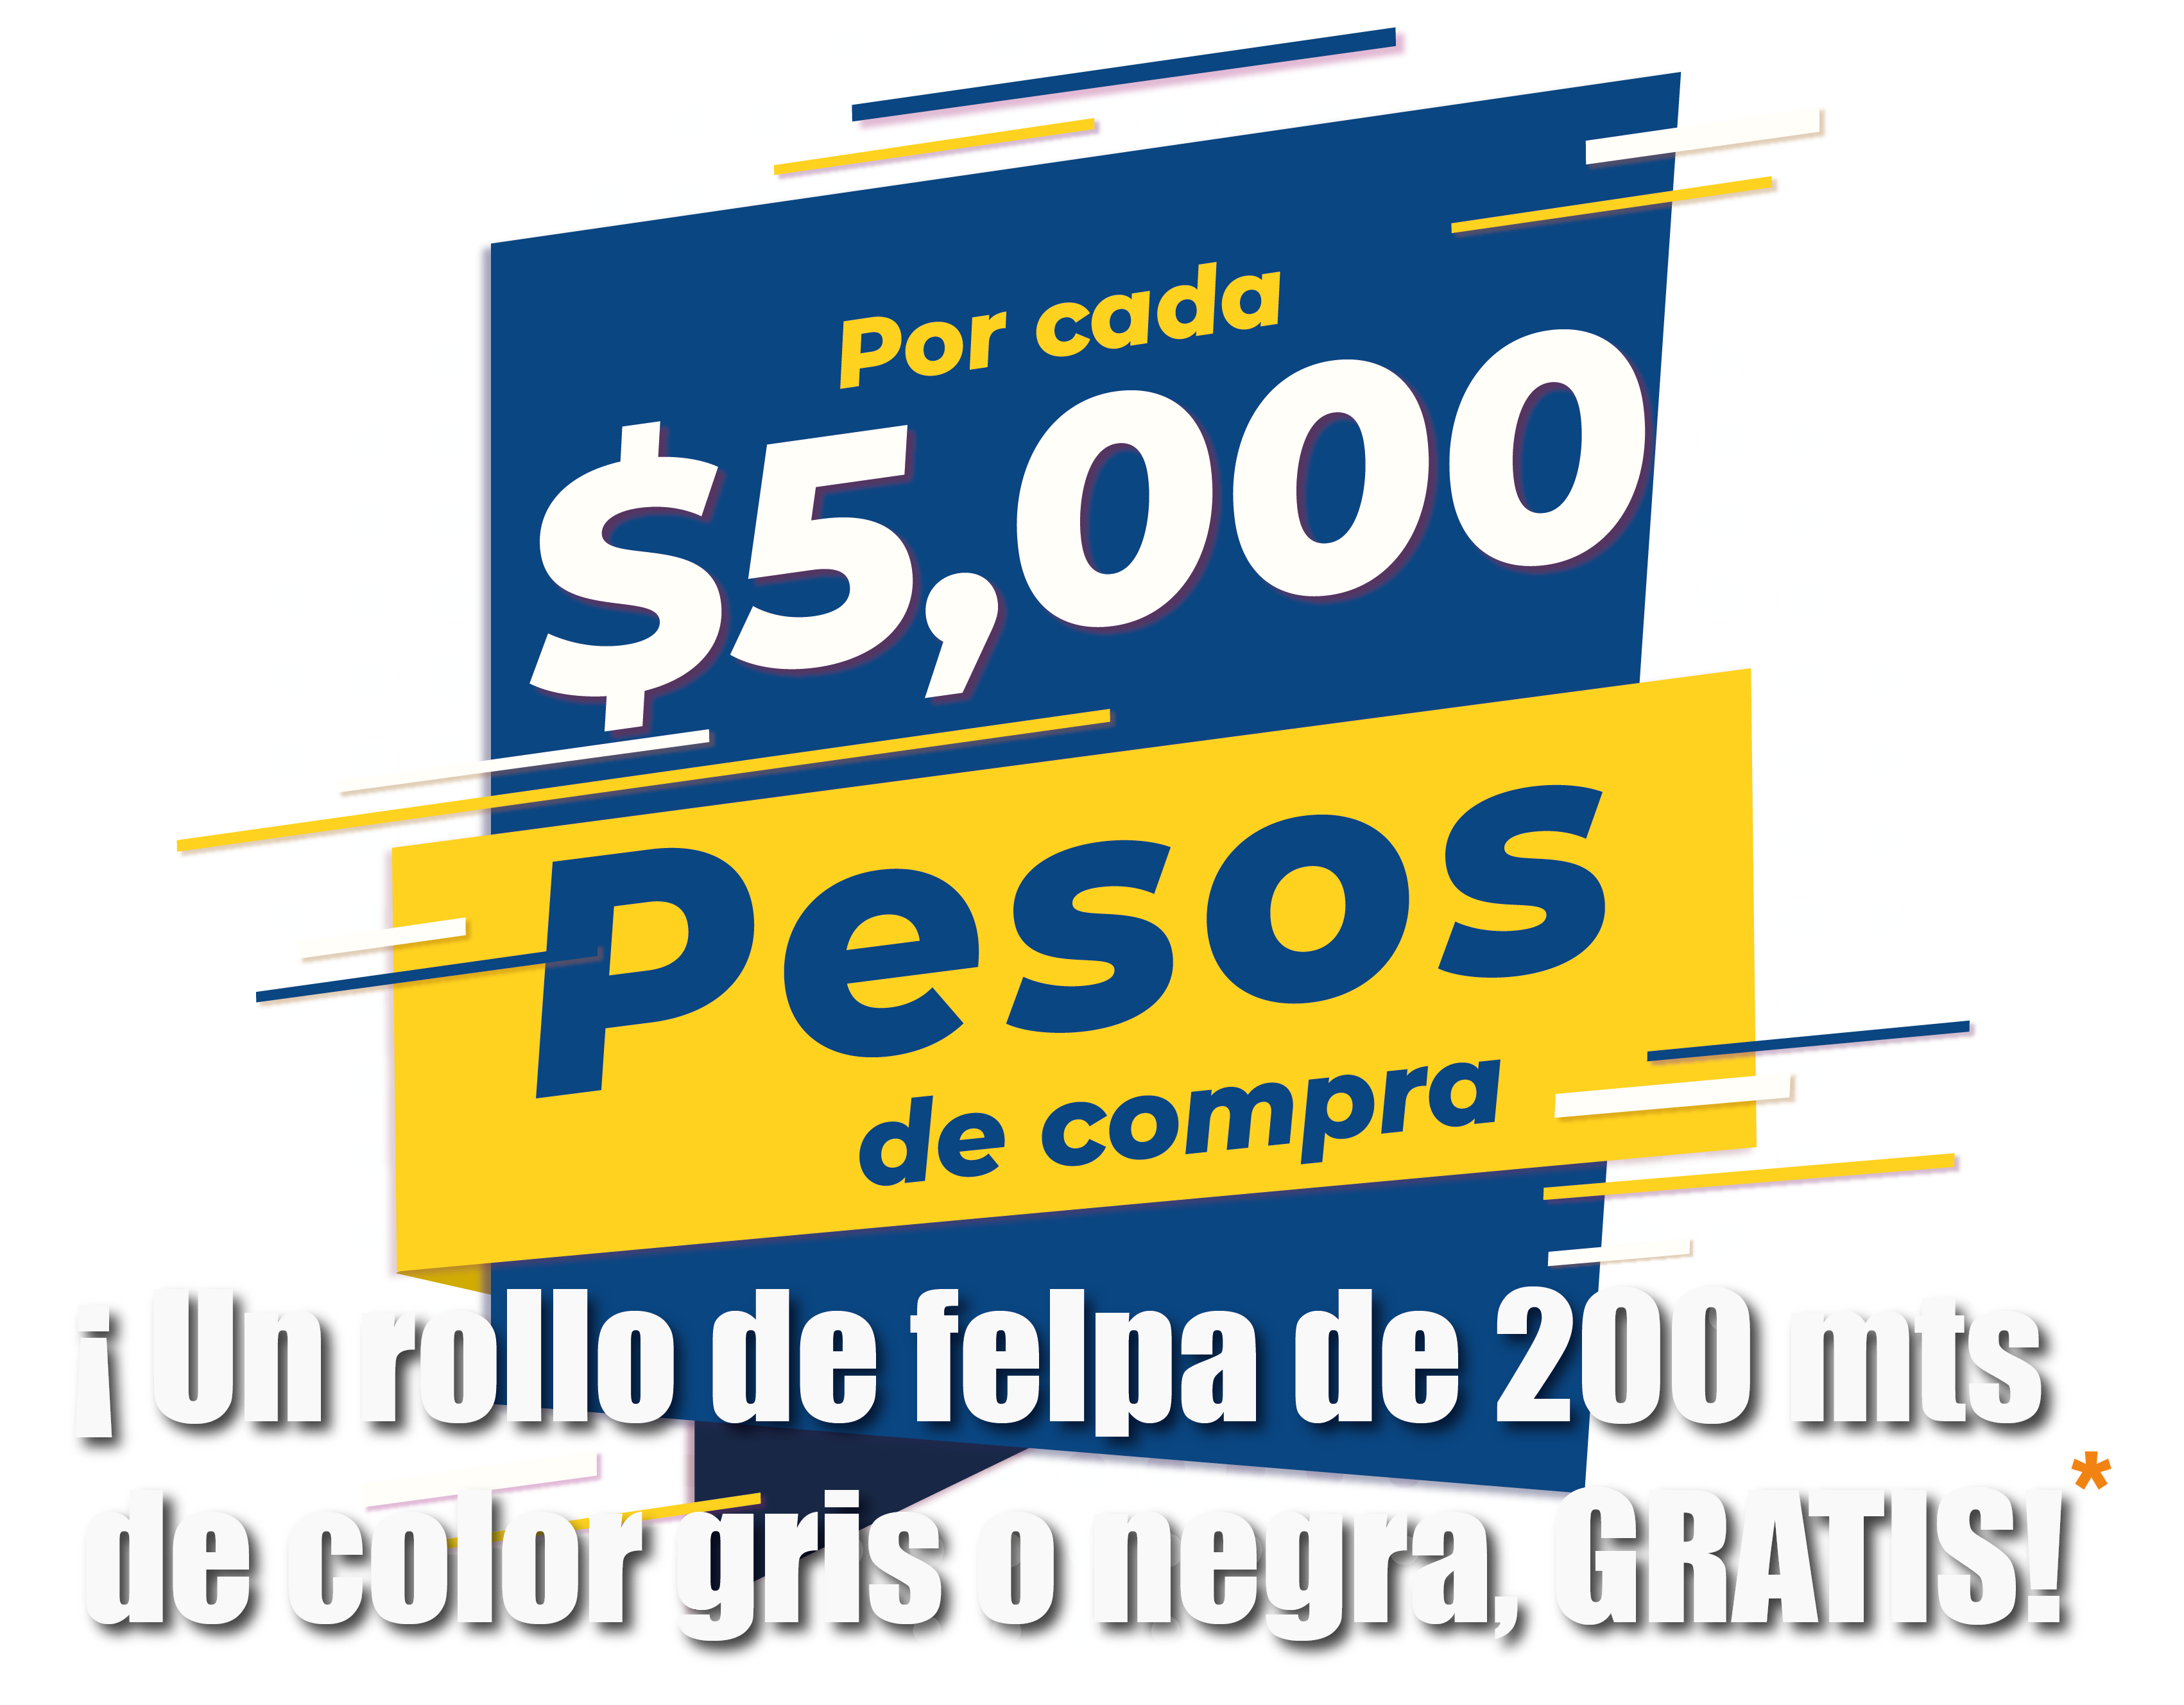 Por cada
$5,000
Pesos
de compra
¡Un rollo de felpa de 200 mts
de color gris o negra, GRATIS!*